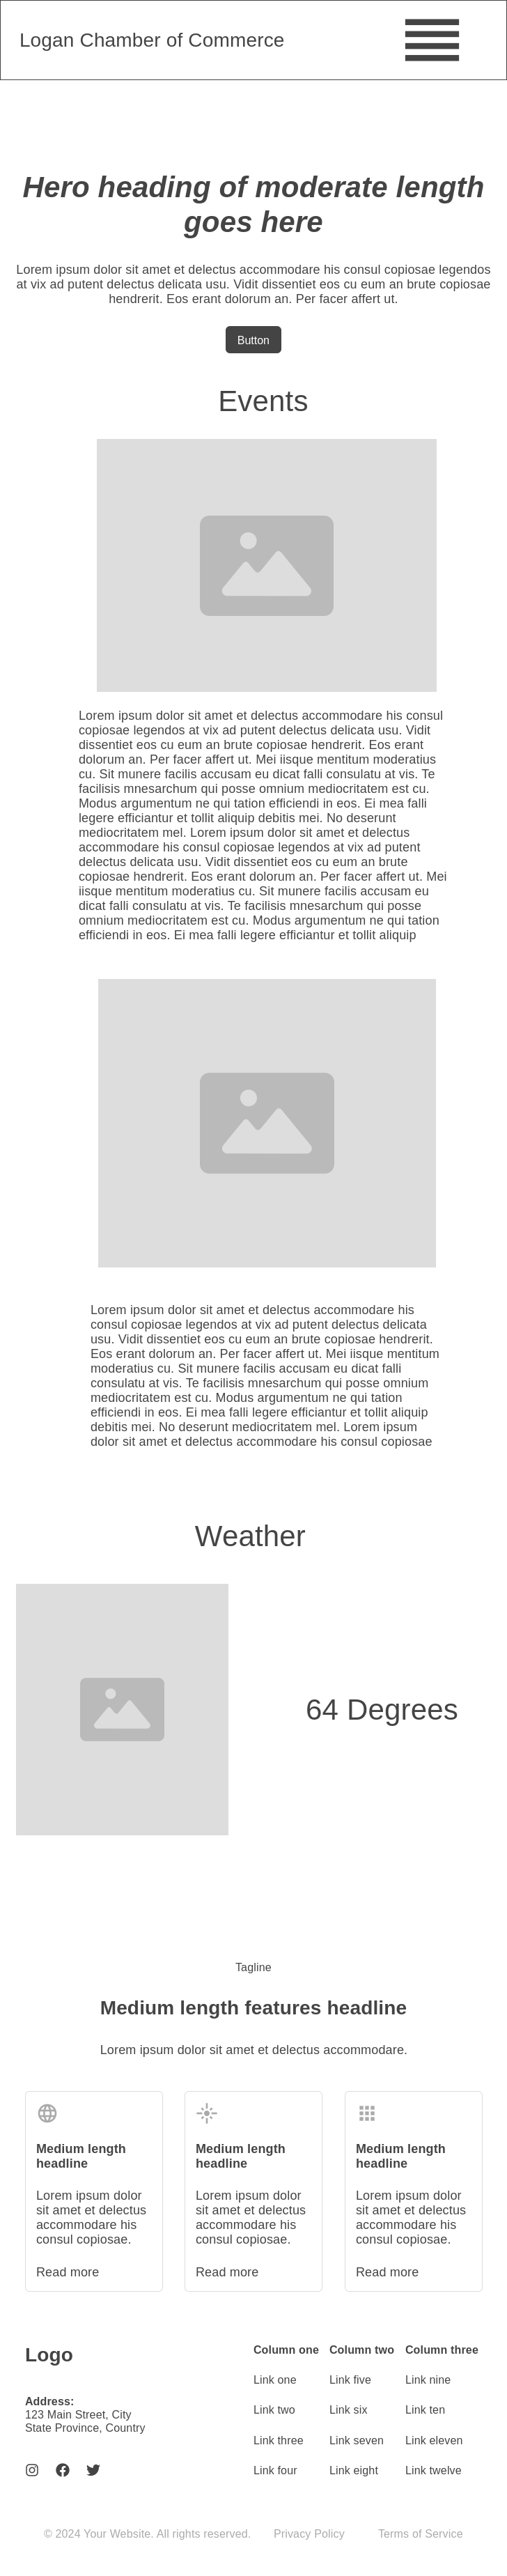 Logan Chamber of Commerce
Hero heading of moderate length
goes here
Lorem ipsum dolor sit amet et delectus accommodare his consul copiosae legendos
at vix ad putent delectus delicata usu. Vidit dissentiet eos cu eum an brute copiosae
hendrerit. Eos erant dolorum an. Per facer affert ut.
Button
Events
Lorem ipsum dolor sit amet et delectus accommodare his consul
copiosae legendos at vix ad putent delectus delicata usu. Vidit
dissentiet eos cu eum an brute copiosae hendrerit. Eos erant
dolorum an. Per facer affert ut. Mei iisque mentitum moderatius
cu. Sit munere facilis accusam eu dicat falli consulatu at vis. Te
facilisis mnesarchum qui posse omnium mediocritatem est cu.
Modus argumentum ne qui tation efficiendi in eos. Ei mea falli
legere efficiantur et tollit aliquip debitis mei. No deserunt
mediocritatem mel. Lorem ipsum dolor sit amet et delectus
accommodare his consul copiosae legendos at vix ad putent
delectus delicata usu. Vidit dissentiet eos cu eum an brute
copiosae hendrerit. Eos erant dolorum an. Per facer affert ut. Mei
iisque mentitum moderatius cu. Sit munere facilis accusam eu
dicat falli consulatu at vis. Te facilisis mnesarchum qui posse
omnium mediocritatem est cu. Modus argumentum ne qui tation
efficiendi in eos. Ei mea falli legere efficiantur et tollit aliquip
Lorem ipsum dolor sit amet et delectus accommodare his
consul copiosae legendos at vix ad putent delectus delicata
usu. Vidit dissentiet eos cu eum an brute copiosae hendrerit.
Eos erant dolorum an. Per facer affert ut. Mei iisque mentitum
moderatius cu. Sit munere facilis accusam eu dicat falli
consulatu at vis. Te facilisis mnesarchum qui posse omnium
mediocritatem est cu. Modus argumentum ne qui tation
efficiendi in eos. Ei mea falli legere efficiantur et tollit aliquip
debitis mei. No deserunt mediocritatem mel. Lorem ipsum
dolor sit amet et delectus accommodare his consul copiosae
Weather
64 Degrees
Tagline
Medium length features headline
Lorem ipsum dolor sit amet et delectus accommodare.
Medium length
headline
Lorem ipsum dolor
sit amet et delectus
accommodare his
consul copiosae.
Read more
Medium length
headline
Lorem ipsum dolor
sit amet et delectus
accommodare his
consul copiosae.
Read more
Medium length
headline
Lorem ipsum dolor
sit amet et delectus
accommodare his
consul copiosae.
Read more
Logo
Address:
123 Main Street, City
State Province, Country
Column one
Link one
Link two
Link three
Link four
Column two
Link five
Link six
Link seven
Link eight
Column three
Link nine
Link ten
Link eleven
Link twelve
© 2024 Your Website. All rights reserved.
Privacy Policy
Terms of Service